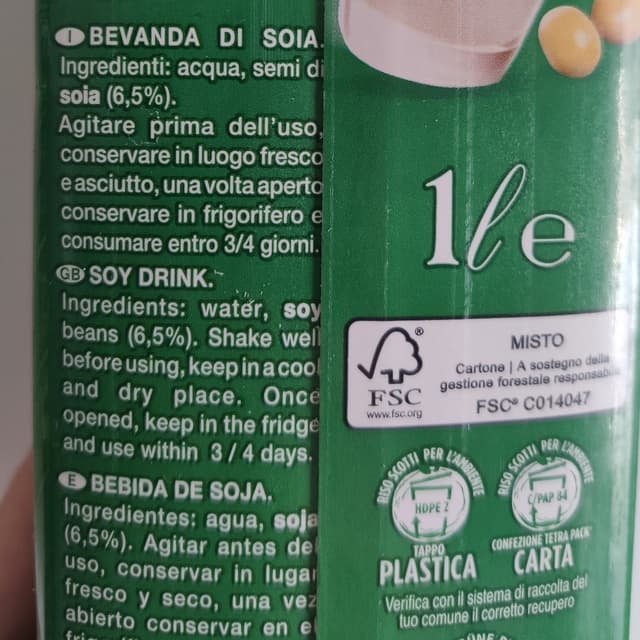 I BEVANDA DI SOIA.
Ingredienti: acqua, semi di
soia (6,5%).
Agitare prima dell'uso,
conservare in luogo fresco
e asciutto, una volta aperto
conservare in frigorifero e
consumare entro 3/4 giorni.
GB SOY DRINK.
Ingredients: water, soy
beans (6,5%). Shake well
before using, keep in a cool
and dry place. Once
opened, keep in the fridge
and use within 3/4 days.
E BEBIDA DE SOJA.
Ingredientes: agua, soja
(6,5%). Agitar antes de
uso, conservar in lugar
fresco y seco, una vez
abierto conservar en e
1 l e
FSC®
www.fsc.org
MISTO
Cartone | A sostegno della
gestione forestale responsabile
FSC® C014047
RISO SCOTTI PER L'AMBIENTE
HDPE 2
TAPPO
PLASTICA
RISO SCOTTI PER L'AMBIENTE
C/PAP 84
CONFEZIONE TETRA PACK
CARTA
Verifica con il sistema di raccolta del
tuo comune il corretto recupero